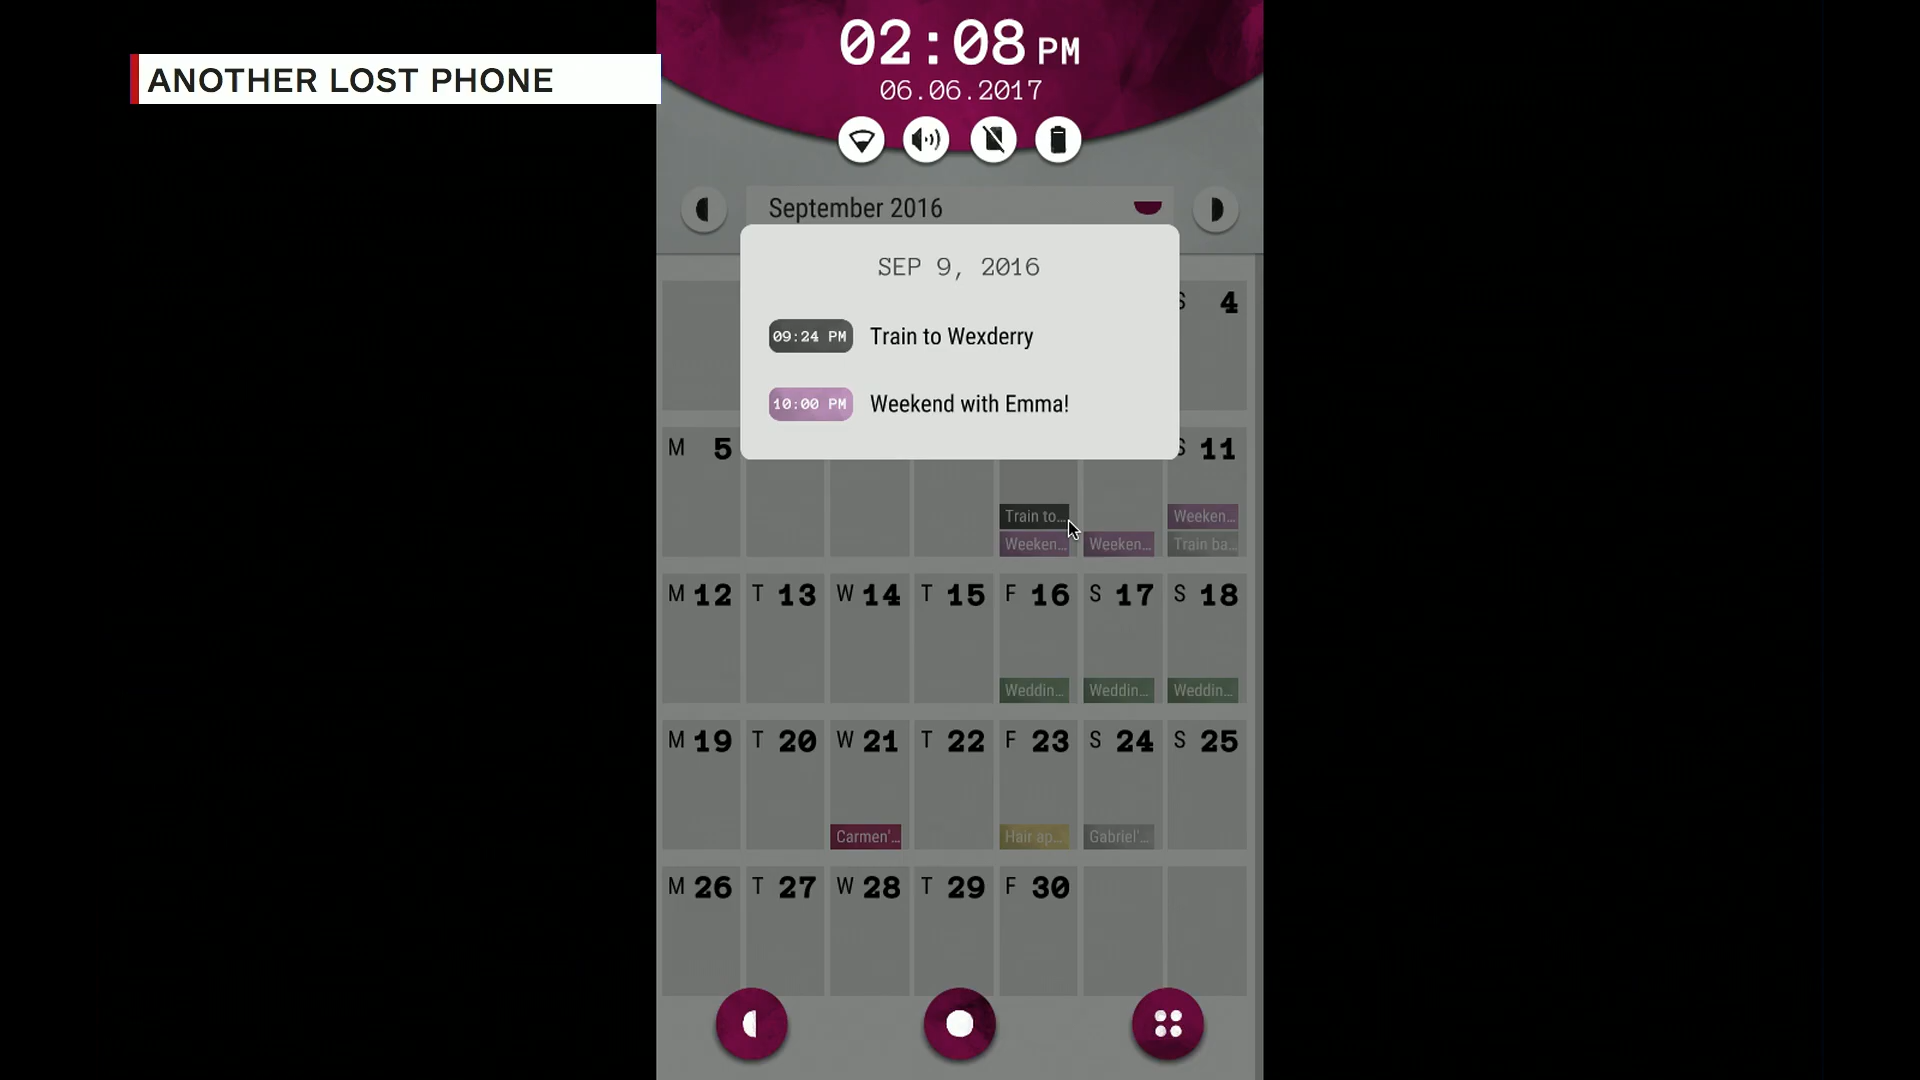 ANOTHER LOST PHONE
02:08 PM
06.06.2017
September 2016
SEP 9, 2016
09:24 PM Train to Wexderry
10:00 PM Weekend with Emma!
S 4
M 5
S 11
Train to...
Weeken...
Weeken...
Weeken...
Train ba...
M 12 T 13 W 14 T 15 F 16 S 17 S 18
Weddin... Weddin... Weddin...
M 19 T 20 W 21 T 22 F 23 S 24 S 25
Carmen'... Hair ap... Gabriel'...
M 26 T 27 W 28 T 29 F 30